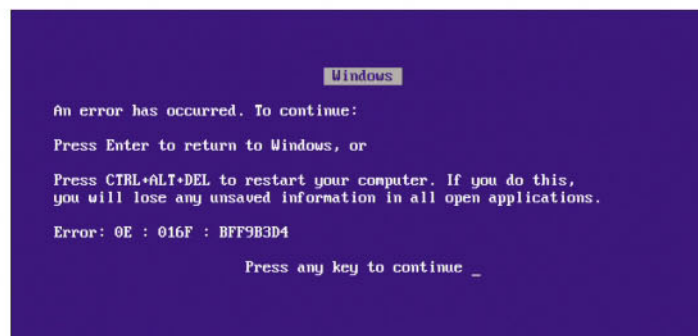 Windows
An error has occurred. To continue:
Press Enter to return to Windows, or
Press CTRL+ALT+DEL to restart your computer. If you do this,
you will lose any unsaved information in all open applications.
Error: 0E : 016F : BFF9B3D4
Press any key to continue _